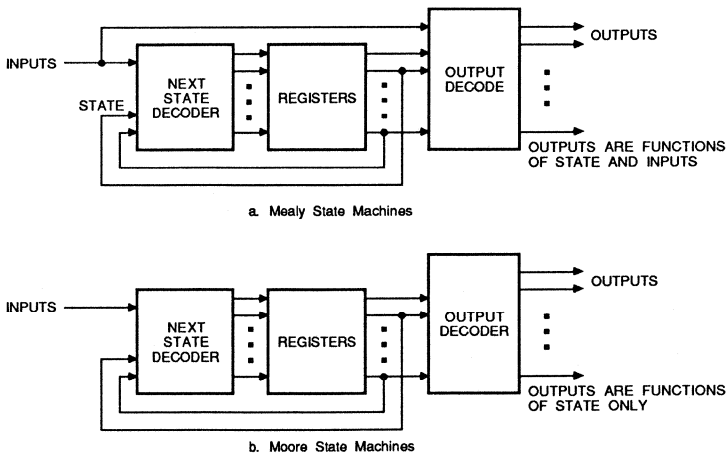 INPUTS
STATE
NEXT
STATE
DECODER
REGISTERS
OUTPUT
DECODE
OUTPUTS
OUTPUTS ARE FUNCTIONS
OF STATE AND INPUTS
a. Mealy State Machines
INPUTS
NEXT
STATE
DECODER
REGISTERS
OUTPUT
DECODER
OUTPUTS
OUTPUTS ARE FUNCTIONS
OF STATE ONLY
b. Moore State Machines